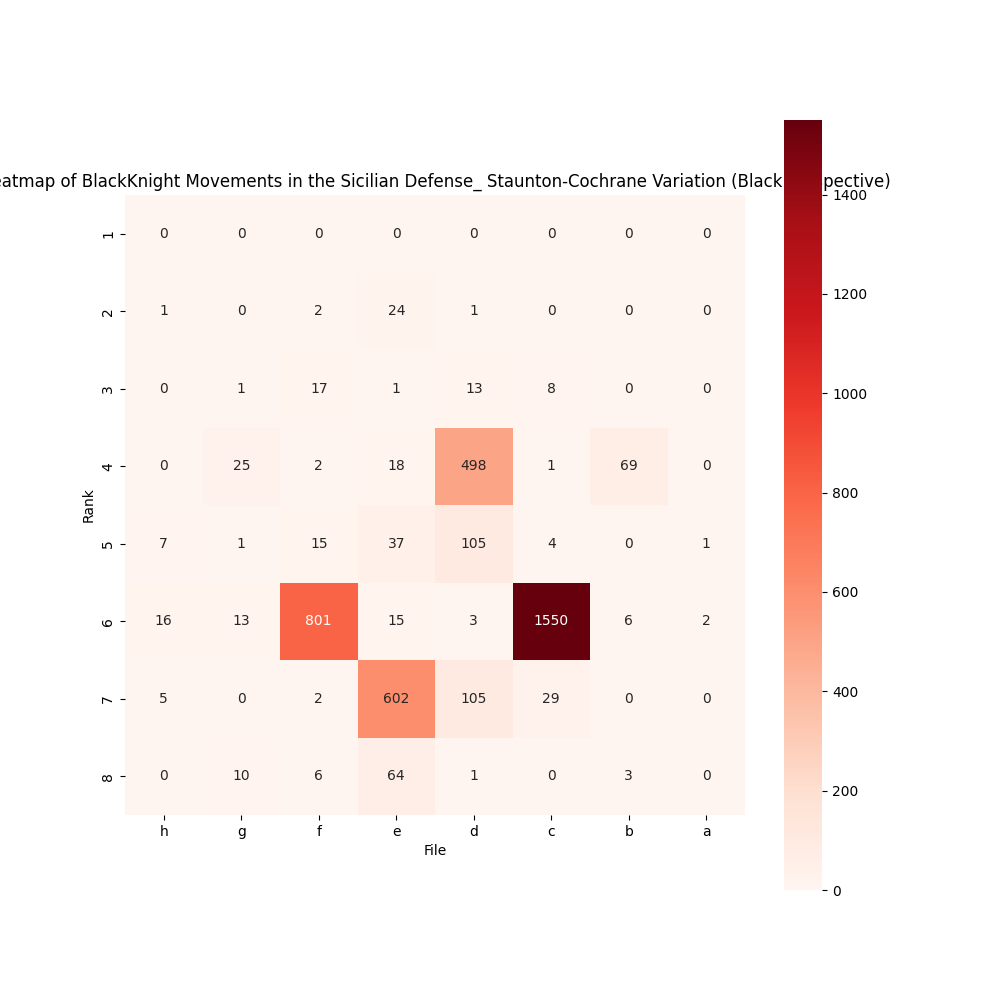 eatmap of BlackKnight Movements in the Sicilian Defense_ Staunton-Cochrane Variation (Black spective)
1400
1 0 0 0 0 0 0 0 0
1200
2 1 0 2 24 1 0 0 0
3 0 1 17 1 13 8 0 0
1000
4 0 25 2 18 498 1 69 0
800
Rank
5 7 1 15 37 105 4 0 1
600
6 16 13 801 15 3 1550 6 2
400
7 5 0 2 602 105 29 0 0
8 0 10 6 64 1 0 3 0
200
h g f e d c b a
File
0